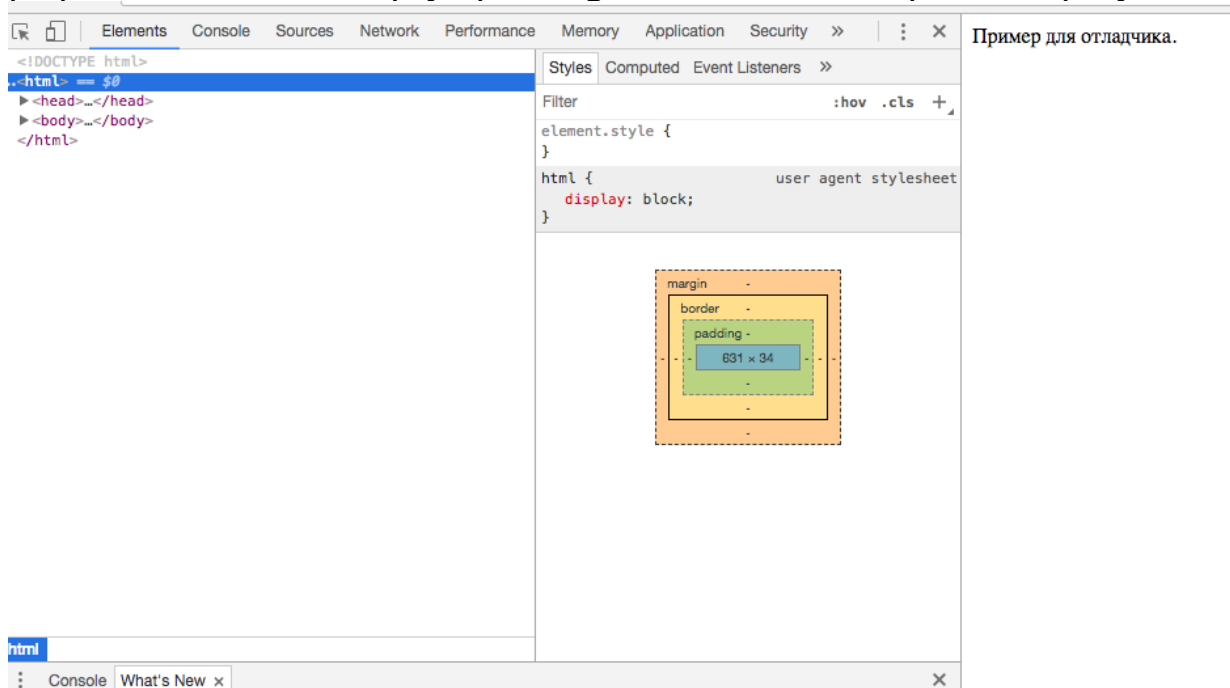 Elements Console Sources Network Performance Memory Application Security »
<!DOCTYPE html>
..<html> == $0
<head>…</head>
<body>…</body>
</html>
html
Styles Computed Event Listeners »
Filter :hov .cls +
element.style {
}
html { user agent stylesheet
display: block;
}
margin -
border -
padding -
- - - 631 × 34 - - -
-
-
-
Console What's New ×
Пример для отладчика.